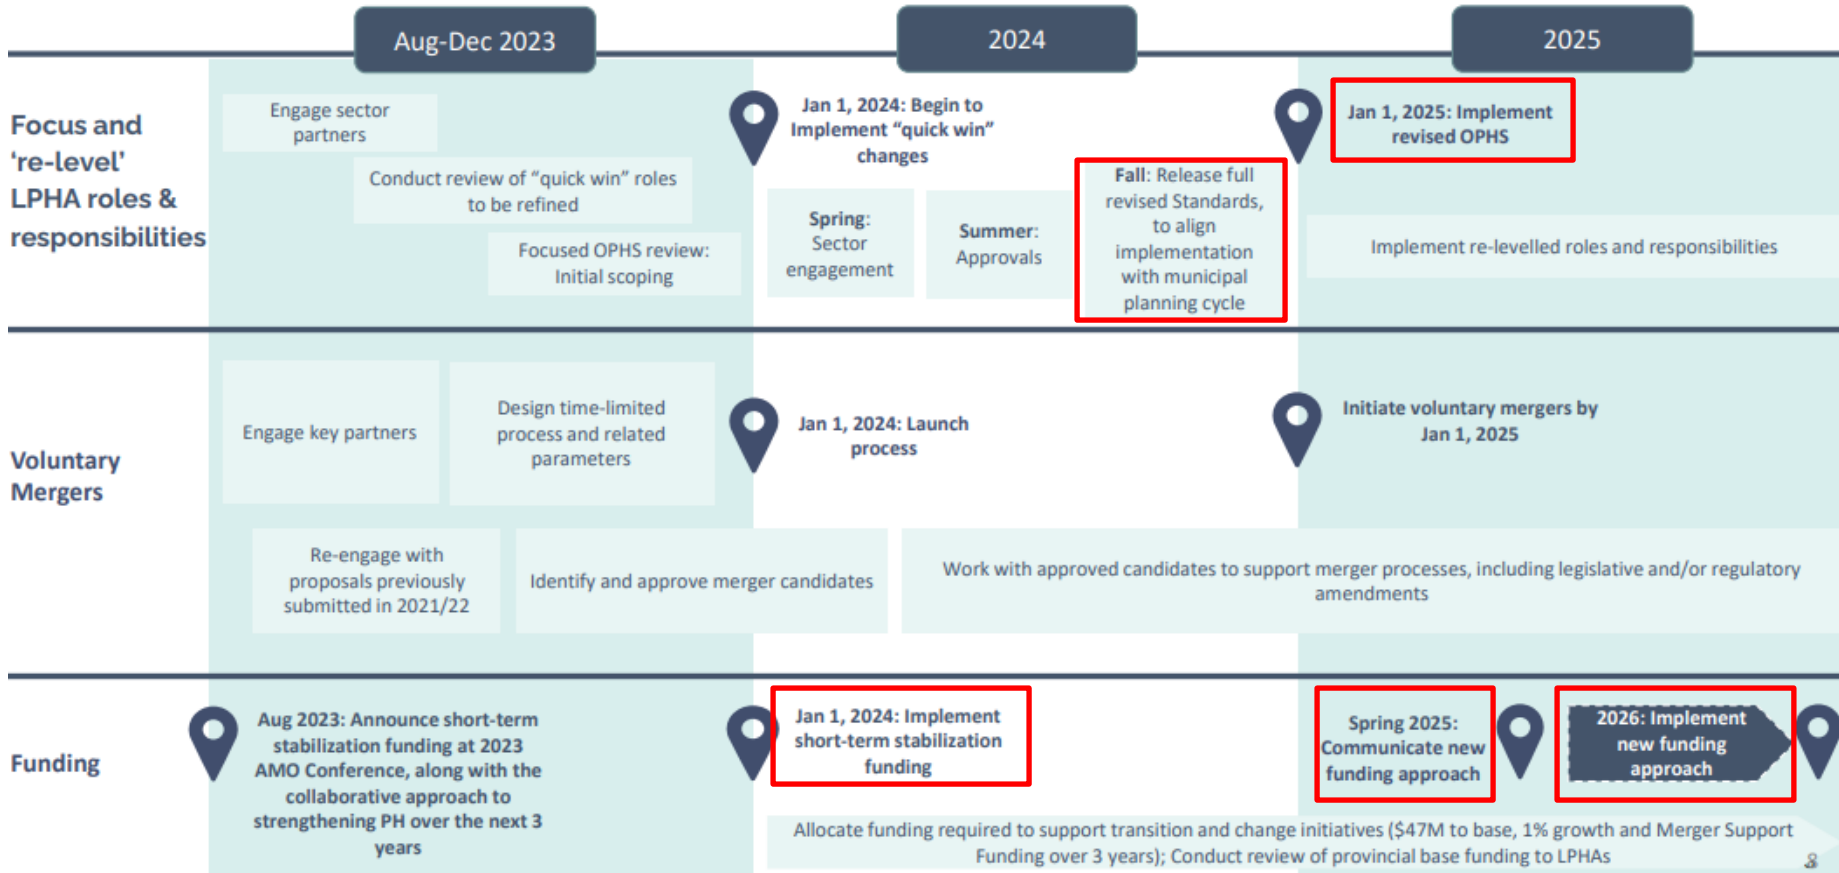 Aug-Dec 2023
2024
2025
Focus and
‘re-level’
LPHA roles &
responsibilities
Engage sector
partners
Conduct review of “quick win” roles
to be refined
Focused OPHS review:
Initial scoping
Jan 1, 2024: Begin to
Implement “quick win”
changes
Spring:
Sector
engagement
Summer:
Approvals
Fall: Release full
revised Standards,
to align
implementation
with municipal
planning cycle
Jan 1, 2025: Implement
revised OPHS
Implement re-levelled roles and responsibilities
Voluntary
Mergers
Engage key partners
Design time-limited
process and related
parameters
Re-engage with
proposals previously
submitted in 2021/22
Identify and approve merger candidates
Jan 1, 2024: Launch
process
Initiate voluntary mergers by
Jan 1, 2025
Work with approved candidates to support merger processes, including legislative and/or regulatory
amendments
Funding
Aug 2023: Announce short-term
stabilization funding at 2023
AMO Conference, along with the
collaborative approach to
strengthening PH over the next 3
years
Jan 1, 2024: Implement
short-term stabilization
funding
Spring 2025:
Communicate new
funding approach
2026: Implement
new funding
approach
Allocate funding required to support transition and change initiatives ($47M to base, 1% growth and Merger Support
Funding over 3 years); Conduct review of provincial base funding to LPHAs